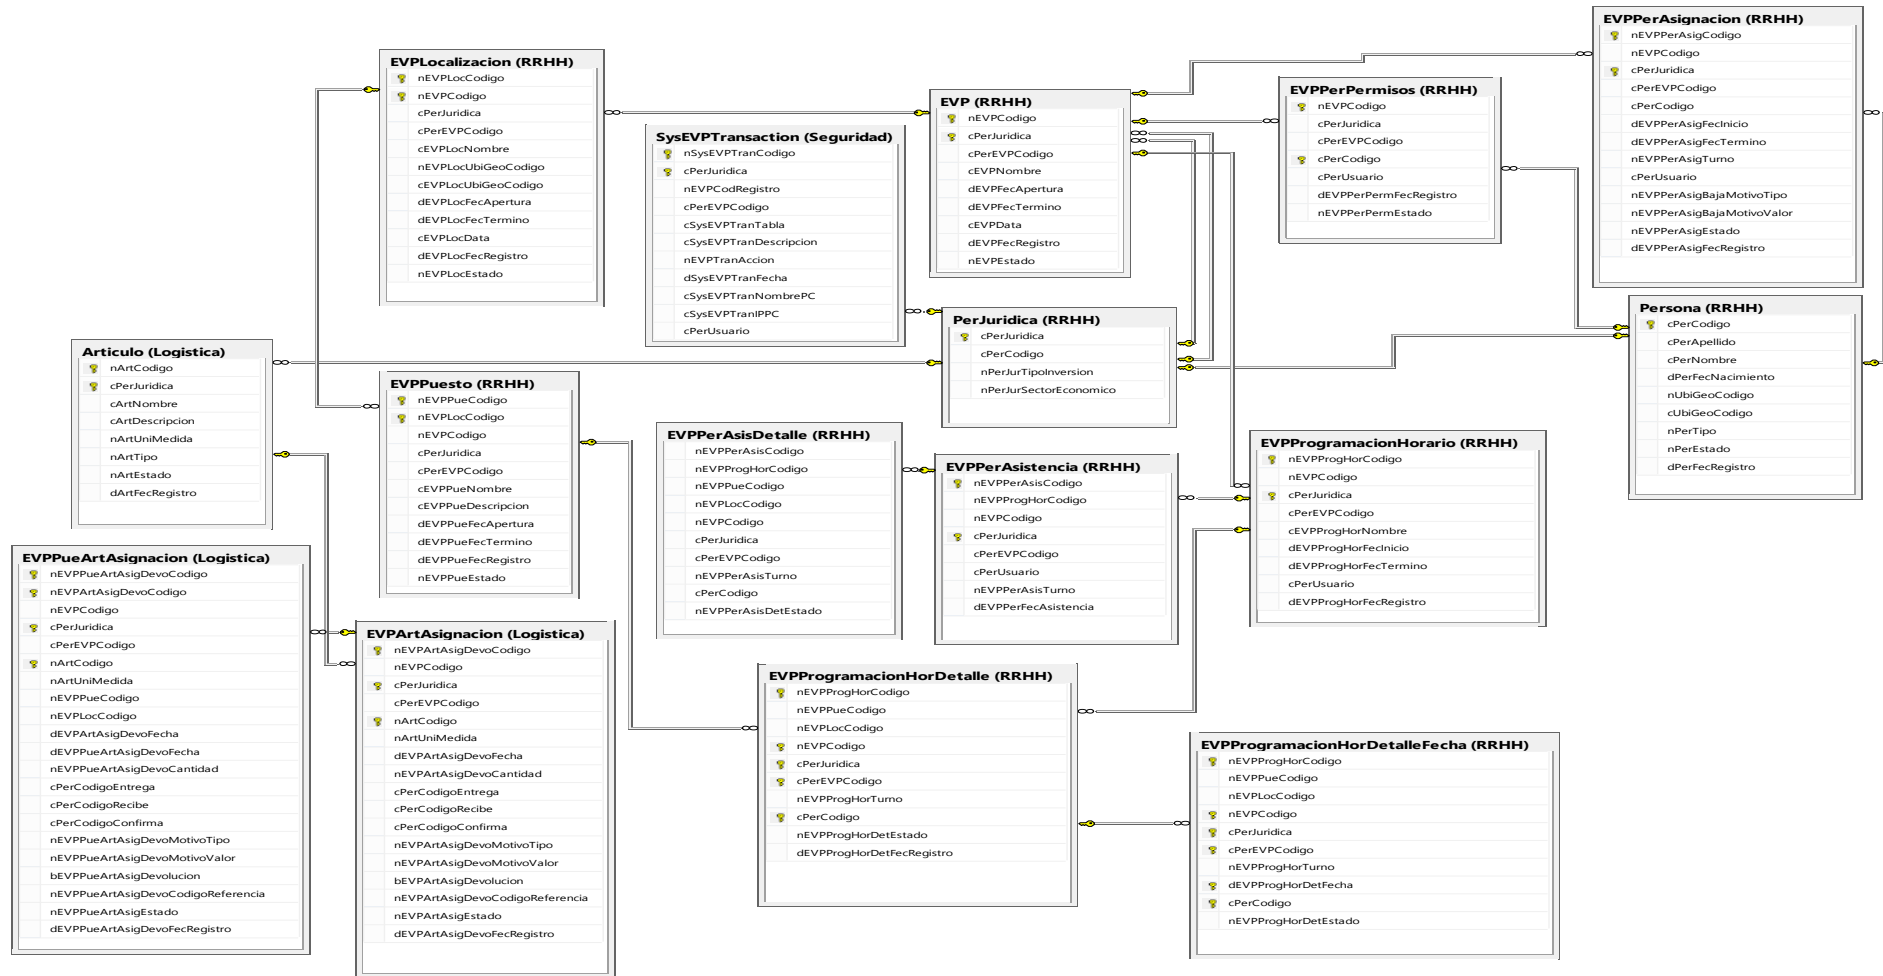 EVPLocalizacion (RRHH)
nEVPLocCodigo
nEVPCodigo
cPerJuridica
cPerEVPCodigo
cEVPLocNombre
nEVPLocUbiGeoCodigo
cEVPLocUbiGeoCodigo
dEVPLocFecApertura
dEVPLocFecTermino
cEVPLocData
dEVPLocFecRegistro
nEVPLocEstado
SysEVPTransaction (Seguridad)
nSysEVPTranCodigo
cPerJuridica
nEVPCodRegistro
cPerEVPCodigo
cSysEVPTranTabla
cSysEVPTranDescripcion
nEVPTranAccion
dSysEVPTranFecha
cSysEVPTranNombrePC
cSysEVPTranIPPC
cPerUsuario
EVP (RRHH)
nEVPCodigo
cPerJuridica
cPerEVPCodigo
cEVPNombre
dEVPFecApertura
dEVPFecTermino
cEVPData
dEVPFecRegistro
nEVPEstado
EVPPerPermisos (RRHH)
nEVPCodigo
cPerJuridica
cPerEVPCodigo
cPerCodigo
cPerUsuario
dEVPPerPermFecRegistro
nEVPPerPermEstado
EVPPerAsignacion (RRHH)
nEVPPerAsigCodigo
nEVPCodigo
cPerJuridica
cPerEVPCodigo
cPerCodigo
dEVPPerAsigFecInicio
dEVPPerAsigFecTermino
nEVPPerAsigTurno
cPerUsuario
nEVPPerAsigBajaMotivoTipo
nEVPPerAsigBajaMotivoValor
nEVPPerAsigEstado
dEVPPerAsigFecRegistro
Articulo (Logistica)
nArtCodigo
cPerJuridica
cArtNombre
cArtDescripcion
nArtUniMedida
nArtTipo
nArtEstado
dArtFecRegistro
EVPPuesto (RRHH)
nEVPPueCodigo
nEVPLocCodigo
nEVPCodigo
cPerJuridica
cPerEVPCodigo
cEVPPueNombre
cEVPPueDescripcion
dEVPPueFecApertura
dEVPPueFecTermino
dEVPPueFecRegistro
nEVPPueEstado
PerJuridica (RRHH)
cPerJuridica
cPerCodigo
nPerJurTipoInversion
nPerJurSectorEconomico
Persona (RRHH)
cPerCodigo
cPerApellido
cPerNombre
dPerFecNacimiento
nUbiGeoCodigo
cUbiGeoCodigo
nPerTipo
nPerEstado
dPerFecRegistro
EVPPerAsisDetalle (RRHH)
nEVPPerAsisCodigo
nEVPProgHorCodigo
nEVPPueCodigo
nEVPLocCodigo
nEVPCodigo
cPerJuridica
cPerEVPCodigo
nEVPPerAsisTurno
cPerCodigo
nEVPPerAsisDetEstado
EVPPerAsistencia (RRHH)
nEVPPerAsisCodigo
nEVPProgHorCodigo
nEVPCodigo
cPerJuridica
cPerEVPCodigo
cPerUsuario
nEVPPerAsisTurno
dEVPPerFecAsistencia
EVPProgramacionHorario (RRHH)
nEVPProgHorCodigo
nEVPCodigo
cPerJuridica
cPerEVPCodigo
cEVPProgHorNombre
dEVPProgHorFecInicio
dEVPProgHorFecTermino
cPerUsuario
dEVPProgHorFecRegistro
EVPPueArtAsignacion (Logistica)
nEVPPueArtAsigDevoCodigo
nEVPArtAsigDevoCodigo
nEVPCodigo
cPerJuridica
cPerEVPCodigo
nArtCodigo
nArtUniMedida
nEVPPueCodigo
nEVPLocCodigo
dEVPArtAsigDevoFecha
dEVPPueArtAsigDevoFecha
nEVPPueArtAsigDevoCantidad
cPerCodigoEntrega
cPerCodigoRecibe
cPerCodigoConfirma
nEVPPueArtAsigDevoMotivoTipo
nEVPPueArtAsigDevoMotivoValor
bEVPPueArtAsigDevolucion
nEVPPueArtAsigDevoCodigoReferencia
nEVPPueArtAsigEstado
dEVPPueArtAsigDevoFecRegistro
EVPArtAsignacion (Logistica)
nEVPArtAsigDevoCodigo
nEVPCodigo
cPerJuridica
cPerEVPCodigo
nArtCodigo
nArtUniMedida
dEVPArtAsigDevoFecha
nEVPArtAsigDevoCantidad
cPerCodigoEntrega
cPerCodigoRecibe
cPerCodigoConfirma
nEVPArtAsigDevoMotivoTipo
nEVPArtAsigDevoMotivoValor
bEVPArtAsigDevolucion
nEVPArtAsigDevoCodigoReferencia
nEVPArtAsigEstado
dEVPArtAsigDevoFecRegistro
EVPProgramacionHorDetalle (RRHH)
nEVPProgHorCodigo
nEVPPueCodigo
nEVPLocCodigo
nEVPCodigo
cPerJuridica
cPerEVPCodigo
nEVPProgHorTurno
cPerCodigo
nEVPProgHorDetEstado
dEVPProgHorDetFecRegistro
EVPProgramacionHorDetalleFecha (RRHH)
nEVPProgHorCodigo
nEVPPueCodigo
nEVPLocCodigo
nEVPCodigo
cPerJuridica
cPerEVPCodigo
nEVPProgHorTurno
dEVPProgHorDetFecha
cPerCodigo
nEVPProgHorDetEstado